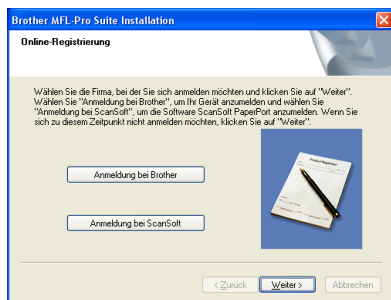 Brother MFL-Pro Suite Installation
Online-Registrierung
Wählen Sie die Firma, bei der Sie sich anmelden möchten und klicken Sie auf "Weiter".
Wählen Sie "Anmeldung bei Brother", um Ihr Gerät anzumelden und wählen Sie
"Anmeldung bei ScanSoft", um die Software ScanSoft PaperPort anzumelden. Wenn Sie
sich zu diesem Zeitpunkt nicht anmelden möchten, klicken Sie auf "Weiter".
Anmeldung bei Brother
Anmeldung bei ScanSoft
Product Registration
< Zurück
Weiter >
Abbrechen